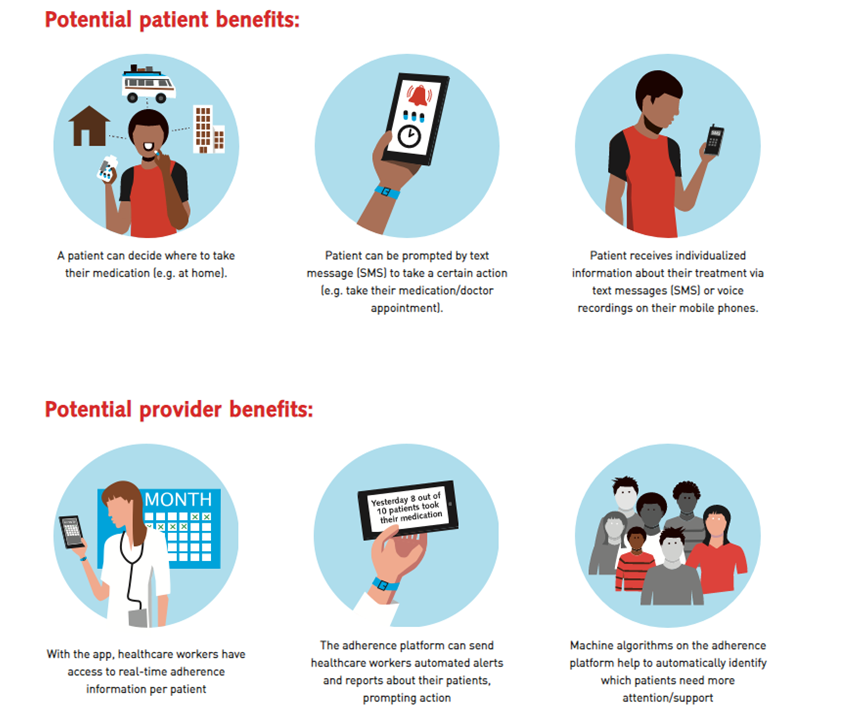 Potential patient benefits:
A patient can decide where to take
their medication (e.g. at home).
Patient can be prompted by text
message (SMS) to take a certain action
(e.g. take their medication/doctor
appointment).
Patient receives individualized
information about their treatment via
text messages (SMS) or voice
recordings on their mobile phones.
Potential provider benefits:
MONTH
Yesterday 8 out of
10 patients took
their medication
With the app, healthcare workers have
access to real-time adherence
information per patient
The adherence platform can send
healthcare workers automated alerts
and reports about their patients,
prompting action
Machine algorithms on the adherence
platform help to automatically identify
which patients need more
attention/support